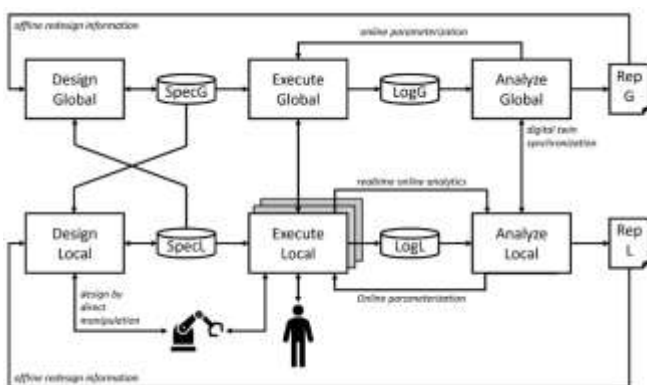 offline redesign information
online parameterization
Design
Global
SpecG
Execute
Global
LogG
Analyze
Global
Rep
G
digital twin
synchronization
realtime online analytics
Design
Local
SpecL
Execute
Local
LogL
Analyze
Local
Rep
L
design by
direct
manipulation
Online parameterization
offline redesign information